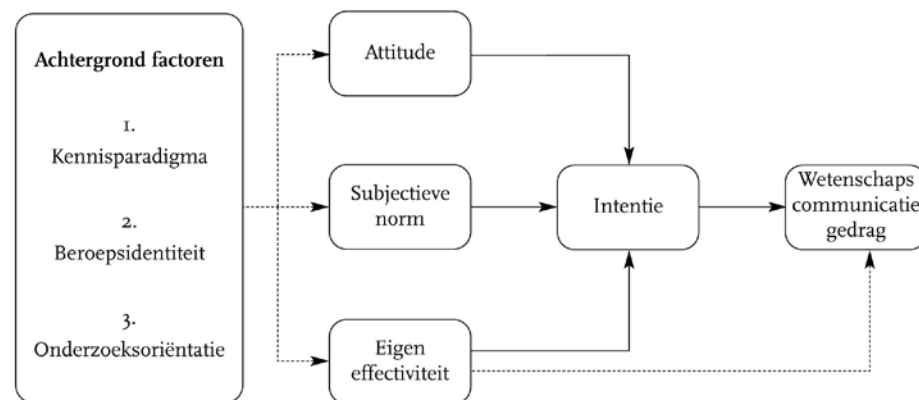 Achtergrond factoren
1.
Kennisparadigma
2.
Beroepsidentiteit
3.
Onderzoeksoriëntatie
Attitude
Subjectieve
norm
Eigen
effectiviteit
Intentie
Wetenschaps
communicatie
gedrag